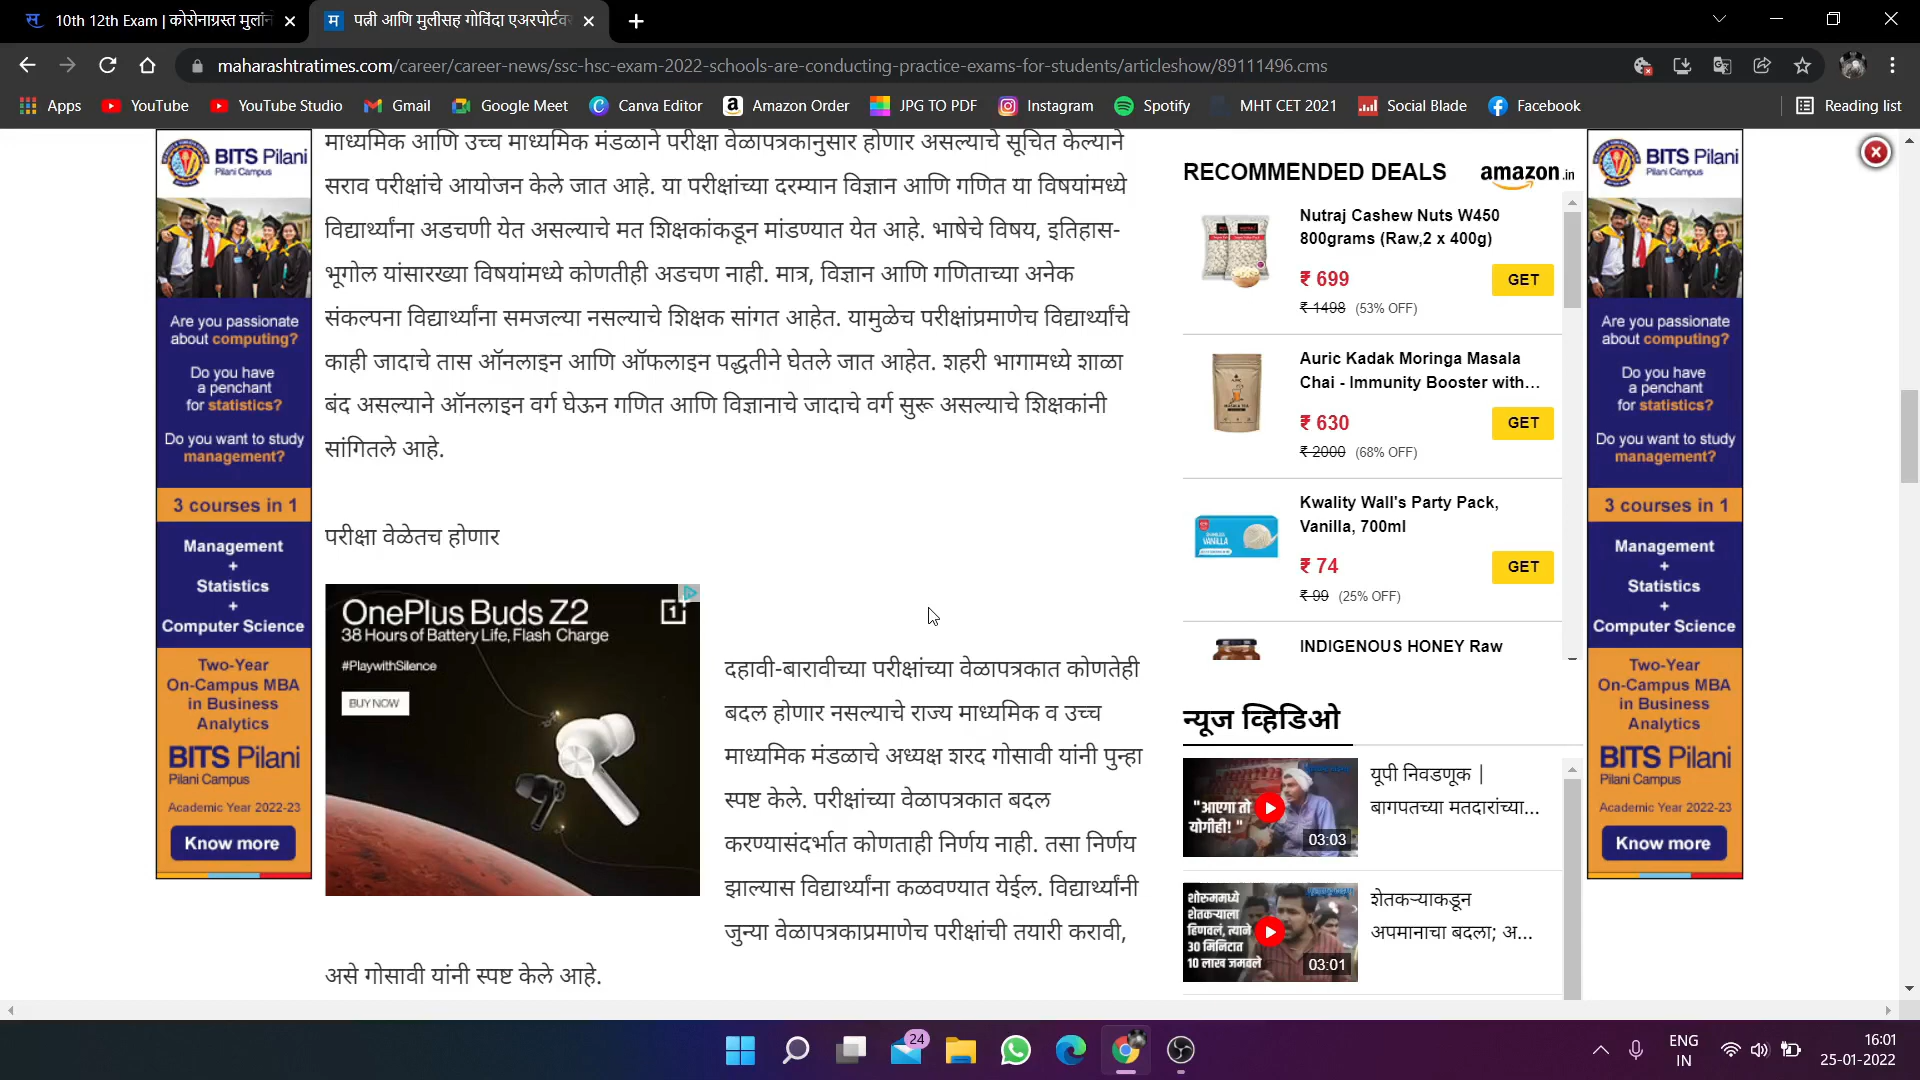 10th 12th Exam | कोरोनाग्रस्त मुलांन
पत्नी आणि मुलीसह गोविंदा एअरपोर्टवर
maharashtratimes.com/career/career-news/ssc-hsc-exam-2022-schools-are-conducting-practice-exams-for-students/articleshow/89111496.cms
Apps YouTube YouTube Studio Gmail Google Meet Canva Editor Amazon Order JPG TO PDF Instagram Spotify MHT CET 2021 Social Blade Facebook Reading list
BITS Pilani
Pilani Campus
Are you passionate
about computing?
Do you have
a penchant
for statistics?
Do you want to study
management?
3 courses in 1
Management
+
Statistics
+
Computer Science
Two-Year
On-Campus MBA
in Business
Analytics
BITS Pilani
Pilani Campus
Academic Year 2022-23
Know more
माध्यमिक आणि उच्च माध्यमिक मंडळाने परीक्षा वेळापत्रकानुसार होणार असल्याचे सूचित केल्याने
सराव परीक्षांचे आयोजन केले जात आहे. या परीक्षांच्या दरम्यान विज्ञान आणि गणित या विषयांमध्ये
विद्यार्थ्यांना अडचणी येत असल्याचे मत शिक्षकांकडून मांडण्यात येत आहे. भाषेचे विषय, इतिहास-
भूगोल यांसारख्या विषयांमध्ये कोणतीही अडचण नाही. मात्र, विज्ञान आणि गणिताच्या अनेक
संकल्पना विद्यार्थ्यांना समजल्या नसल्याचे शिक्षक सांगत आहेत. यामुळेच परीक्षांप्रमाणेच विद्यार्थ्यांचे
काही जादाचे तास ऑनलाइन आणि ऑफलाइन पद्धतीने घेतले जात आहेत. शहरी भागामध्ये शाळा
बंद असल्याने ऑनलाइन वर्ग घेऊन गणित आणि विज्ञानाचे जादाचे वर्ग सुरू असल्याचे शिक्षकांनी
सांगितले आहे.
परीक्षा वेळेतच होणार
OnePlus Buds Z2
38 Hours of Battery Life, Flash Charge
#PlaywithSilence
BUY NOW
दहावी-बारावीच्या परीक्षांच्या वेळापत्रकात कोणतेही
बदल होणार नसल्याचे राज्य माध्यमिक व उच्च
माध्यमिक मंडळाचे अध्यक्ष शरद गोसावी यांनी पुन्हा
स्पष्ट केले. परीक्षांच्या वेळापत्रकात बदल
करण्यासंदर्भात कोणताही निर्णय नाही. तसा निर्णय
झाल्यास विद्यार्थ्यांना कळवण्यात येईल. विद्यार्थ्यांनी
जुन्या वेळापत्रकाप्रमाणेच परीक्षांची तयारी करावी,
असे गोसावी यांनी स्पष्ट केले आहे.
RECOMMENDED DEALS amazon.in
Nutraj Cashew Nuts W450
800grams (Raw,2 x 400g)
₹ 699 GET
₹ 1498 (53% OFF)
Auric Kadak Moringa Masala
Chai - Immunity Booster with...
₹ 630 GET
₹ 2000 (68% OFF)
Kwality Wall's Party Pack,
Vanilla, 700ml
₹ 74 GET
₹ 99 (25% OFF)
INDIGENOUS HONEY Raw
न्यूज व्हिडिओ
"आएगा तो
योगीही! "
03:03
यूपी निवडणूक |
बागपतच्या मतदारांच्या...
शोरुममध्ये
शेतकऱ्याला
हिणवलं, त्याने
30 मिनिटात
10 लाख जमवले
03:01
शेतकऱ्याकडून
अपमानाचा बदला; अ...
BITS Pilani
Pilani Campus
Are you passionate
about computing?
Do you have
a penchant
for statistics?
Do you want to study
management?
3 courses in 1
Management
+
Statistics
+
Computer Science
Two-Year
On-Campus MBA
in Business
Analytics
BITS Pilani
Pilani Campus
Academic Year 2022-23
Know more
24
ENG
IN
16:01
25-01-2022